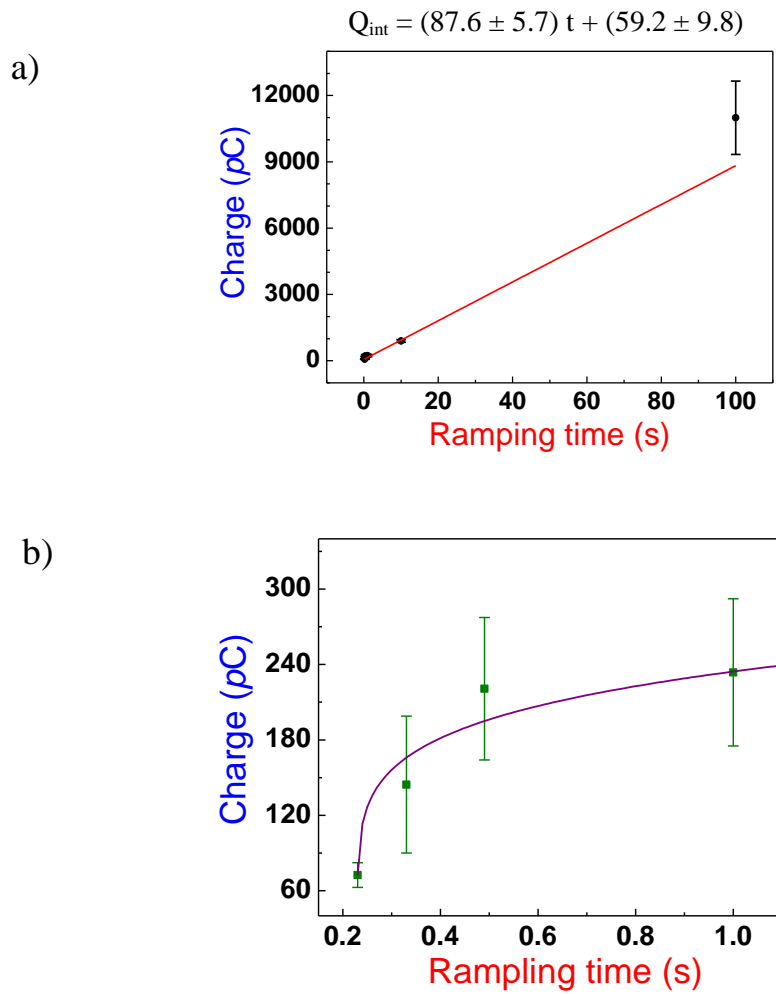 Q_int = (87.6 ± 5.7) t + (59.2 ± 9.8)
a)
12000
9000
6000
3000
0
Charge (pC)
0 20 40 60 80 100
Ramping time (s)
b)
300
240
180
120
60
Charge (pC)
0.2 0.4 0.6 0.8 1.0
Rampling time (s)